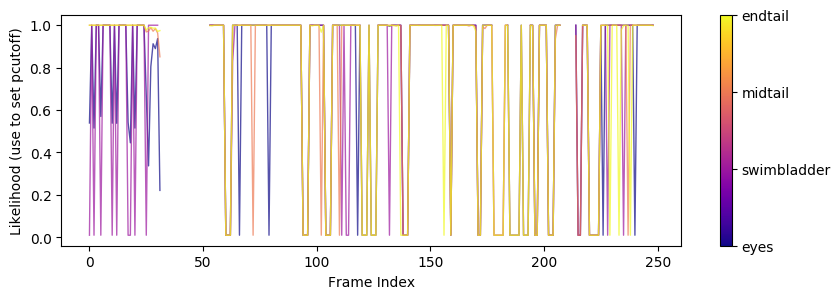 1.0
0.8
0.6
0.4
0.2
0.0
Likelihood (use to set pcutoff)
0
50
100
150
200
250
Frame Index
endtail
midtail
swimbladder
eyes